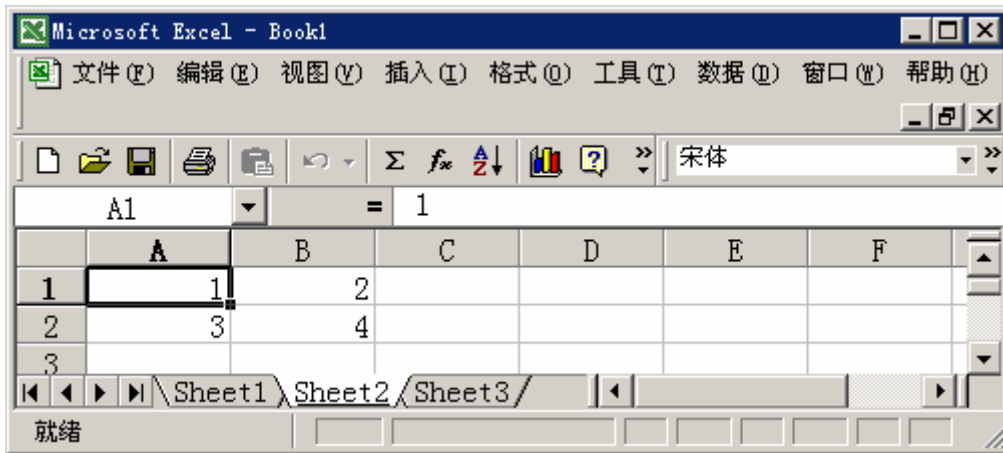 Microsoft Excel - Book1
文件(F) 编辑(E) 视图(V) 插入(I) 格式(O) 工具(T) 数据(D) 窗口(W) 帮助(H)
Σ fx A Z ? 宋体
A1 = 1
A B C D E F
1 1 2
2 3 4
3
Sheet1 Sheet2 Sheet3
就绪